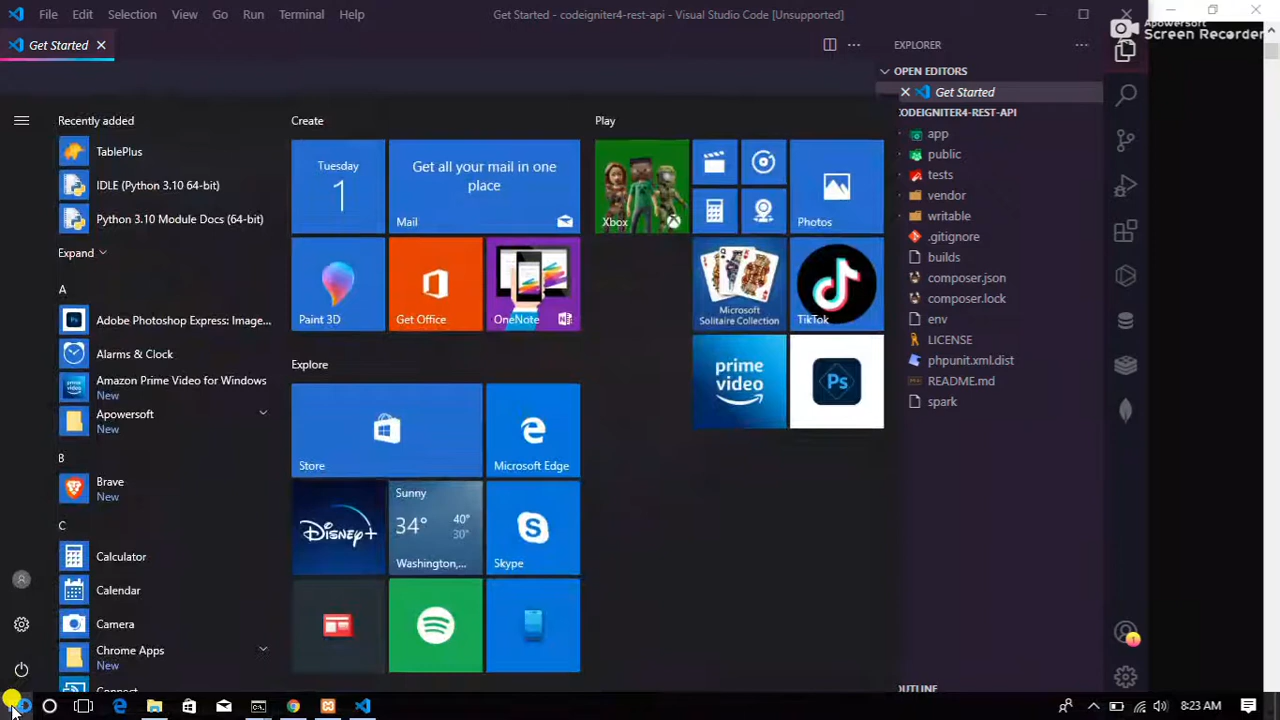 File Edit Selection View Go Run Terminal Help
Get Started - codeigniter4-rest-api - Visual Studio Code [Unsupported]
Apowersoft
Screen Recorder
Get Started
EXPLORER
OPEN EDITORS
Get Started
CODEIGNITER4-REST-API
app
public
tests
vendor
writable
.gitignore
builds
composer.json
composer.lock
env
LICENSE
phpunit.xml.dist
README.md
spark
OUTLINE
Recently added
TablePlus
IDLE (Python 3.10 64-bit)
Python 3.10 Module Docs (64-bit)
Expand
A
Adobe Photoshop Express: Image...
Alarms & Clock
Amazon Prime Video for Windows
New
Apowersoft
New
B
Brave
New
C
Calculator
Calendar
Camera
Chrome Apps
New
Connect
Create
Tuesday
1
Get all your mail in one
place
Mail
Paint 3D
Get Office
OneNote
Explore
Store
Microsoft Edge
Disney+
Sunny
34° 40°
30°
Washington,...
Skype
Play
Xbox
Photos
Microsoft
Solitaire Collection
TikTok
prime
video
Ps
1
8:23 AM